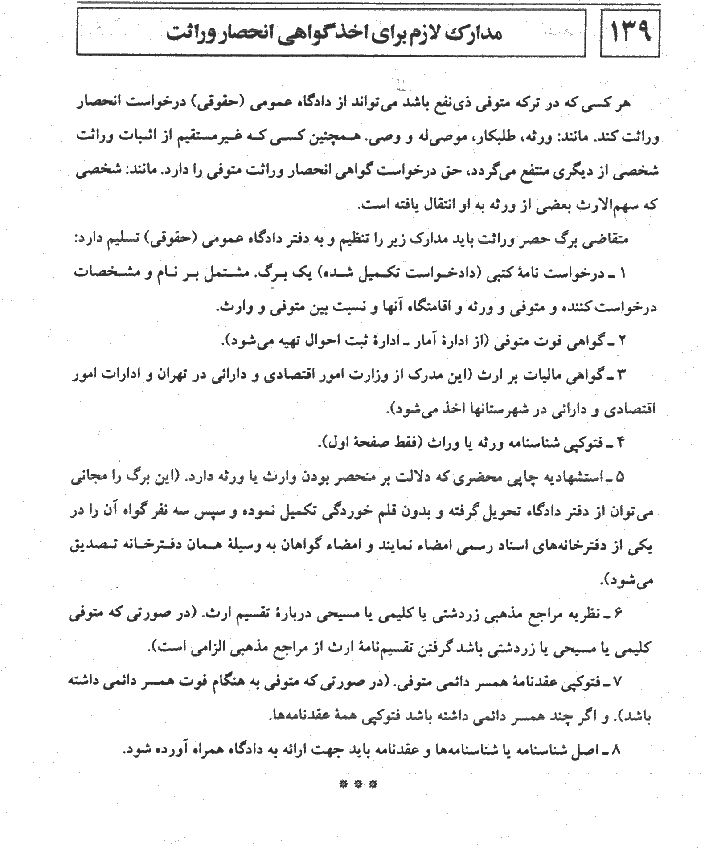 ۱۳۹
مدارک لازم برای اخذ گواهی انحصار وراثت
هر کسی که در ترکه متوفی ذی‌نفع باشد می‌تواند از دادگاه عمومی (حقوقی) درخواست انحصار
وراثت کند. مانند: ورثه، طلبکار، موصی‌له و وصی. همچنین کسی که غیرمستقیم از اثبات وراثت
شخصی از دیگری منتفع می‌گردد، حق درخواست گواهی انحصار وراثت متوفی را دارد. مانند: شخصی
که سهم‌الارث بعضی از ورثه به او انتقال یافته است.
متقاضی برگ حصر وراثت باید مدارک زیر را تنظیم و به دفتر دادگاه عمومی (حقوقی) تسلیم دارد:
۱ ـ درخواست نامهٔ کتبی (دادخواست تکمیل شده) یک برگ. مشتمل بر نام و مشخصات
درخواست‌کننده و متوفی و ورثه و اقامتگاه آنها و نسبت بین متوفی و وارث.
۲ ـ گواهی فوت متوفی (از ادارهٔ آمار ـ ادارهٔ ثبت احوال تهیه می‌شود).
۳ ـ گواهی مالیات بر ارث (این مدرک از وزارت امور اقتصادی و دارائی در تهران و ادارات امور
اقتصادی و دارائی در شهرستانها اخذ می‌شود).
۴ ـ فتوکپی شناسنامه ورثه یا وراث (فقط صفحهٔ اول).
۵ ـ استشهادیه چاپی محضری که دلالت بر منحصر بودن وارث یا ورثه دارد. (این برگ را مجانی
می‌توان از دفتر دادگاه تحویل گرفته و بدون قلم خوردگی تکمیل نموده و سپس سه نفر گواه آن را در
یکی از دفترخانه‌های اسناد رسمی امضاء نمایند و امضاء گواهان به وسیلهٔ همان دفترخانه تصدیق
می‌شود).
۶ ـ نظریه مراجع مذهبی زردشتی یا کلیمی یا مسیحی دربارهٔ تقسیم ارث. (در صورتی که متوفی
کلیمی یا مسیحی یا زردشتی باشد گرفتن تقسیم‌نامهٔ ارث از مراجع مذهبی الزامی است).
۷ ـ فتوکپی عقدنامهٔ همسر دائمی متوفی. (در صورتی که متوفی به هنگام فوت همسر دائمی داشته
باشد). و اگر چند همسر دائمی داشته باشد فتوکپی همهٔ عقدنامه‌ها.
۸ ـ اصل شناسنامه یا شناسنامه‌ها و عقدنامه باید جهت ارائه به دادگاه همراه آورده شود.
* * *